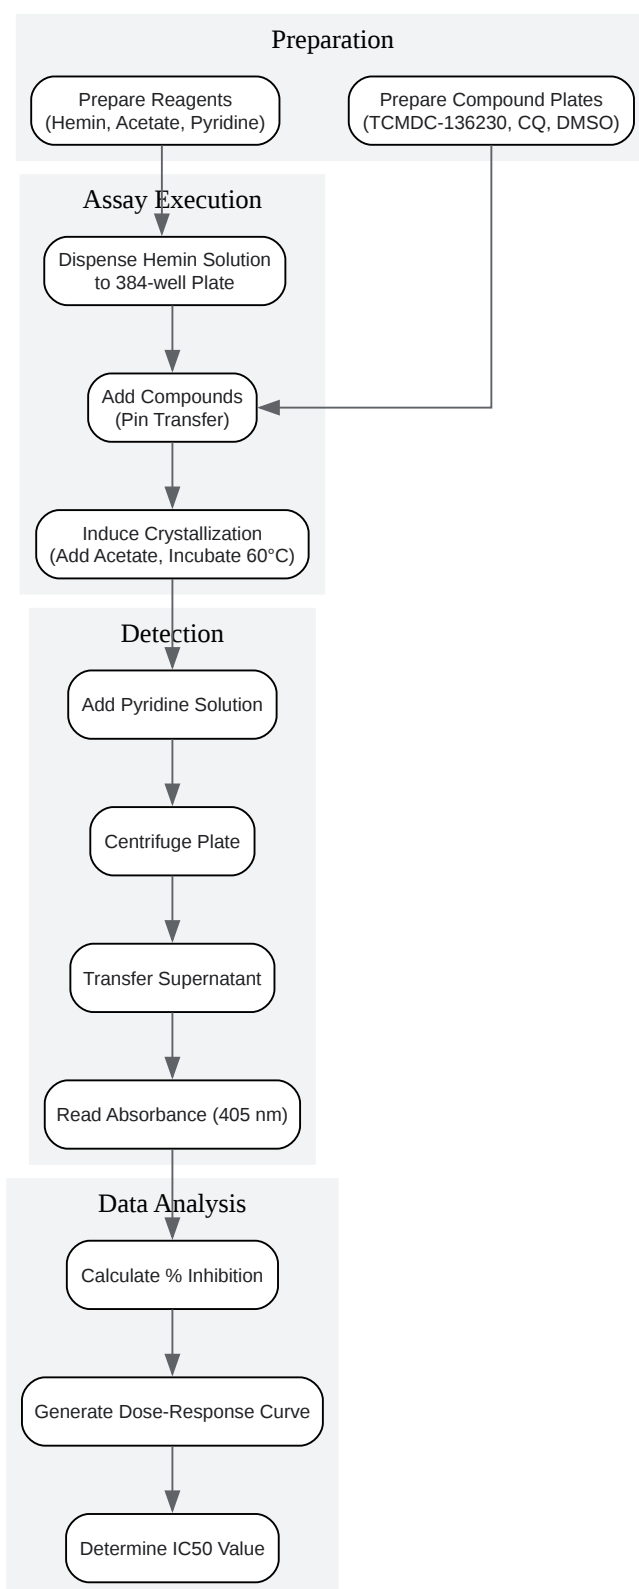 Preparation
Prepare Reagents
(Hemin, Acetate, Pyridine)
Prepare Compound Plates
(TCMDC-136230, CQ, DMSO)
Assay Execution
Dispense Hemin Solution
to 384-well Plate
Add Compounds
(Pin Transfer)
Induce Crystallization
(Add Acetate, Incubate 60°C)
Detection
Add Pyridine Solution
Centrifuge Plate
Transfer Supernatant
Read Absorbance (405 nm)
Data Analysis
Calculate % Inhibition
Generate Dose-Response Curve
Determine IC50 Value